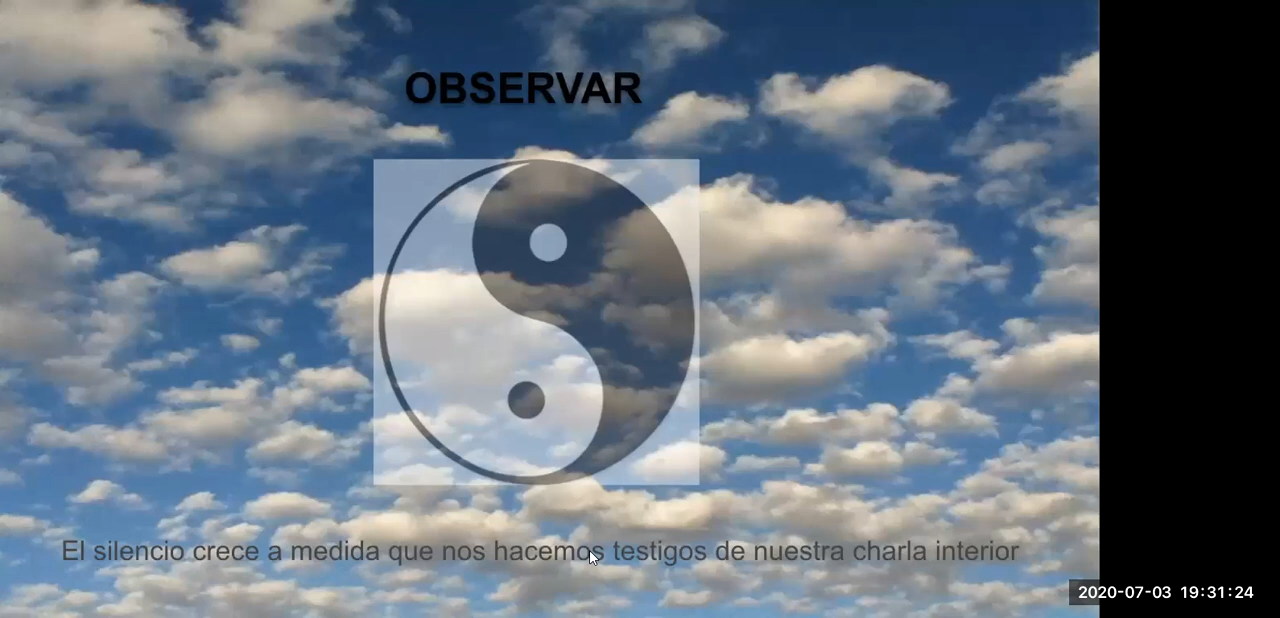 OBSERVAR
El silencio crece a medida que nos hacemos testigos de nuestra charla interior
2020-07-03 19:31:24